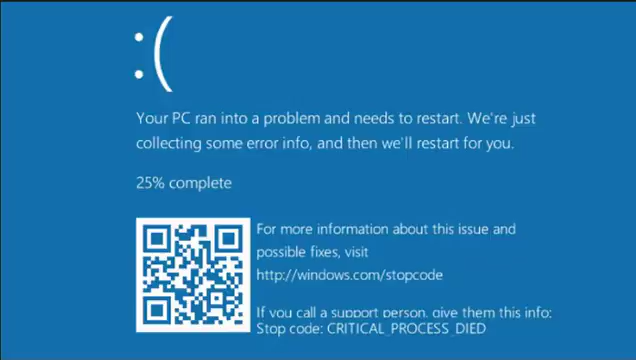 :(
Your PC ran into a problem and needs to restart. We're just
collecting some error info, and then we'll restart for you.
25% complete
For more information about this issue and
possible fixes, visit
http://windows.com/stopcode
If you call a support person, give them this info:
Stop code: CRITICAL_PROCESS_DIED